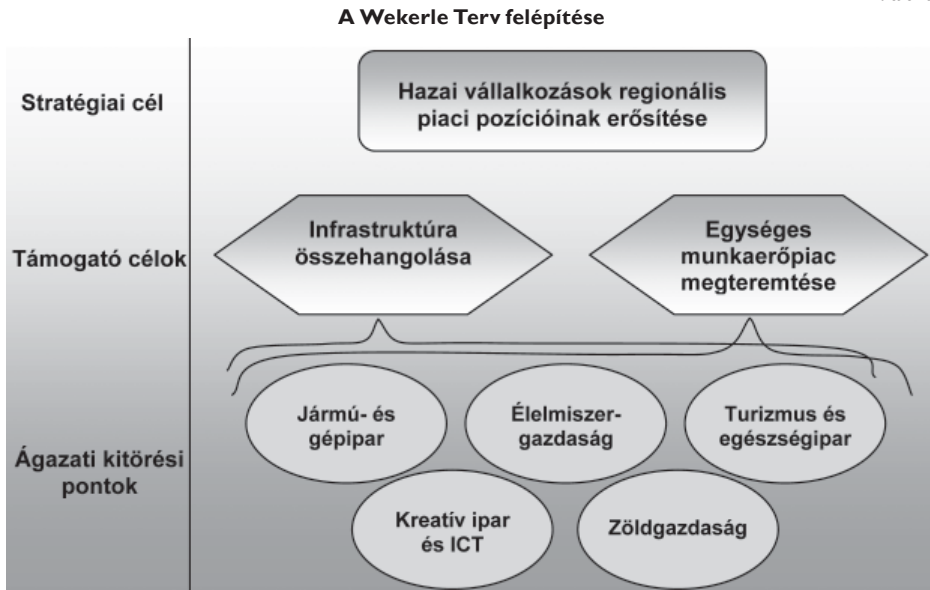 A Wekerle Terv felépítése
Stratégiai cél
Hazai vállalkozások regionális
piaci pozícióinak erősítése
Támogató célok
Infrastruktúra
összehangolása
Egységes
munkaerőpiac
megteremtése
Ágazati kitörési
pontok
Jármú- és
gépipar
Élelmiszer-
gazdaság
Turizmus és
egészségipar
Kreatív ipar
és ICT
Zöldgazdaság